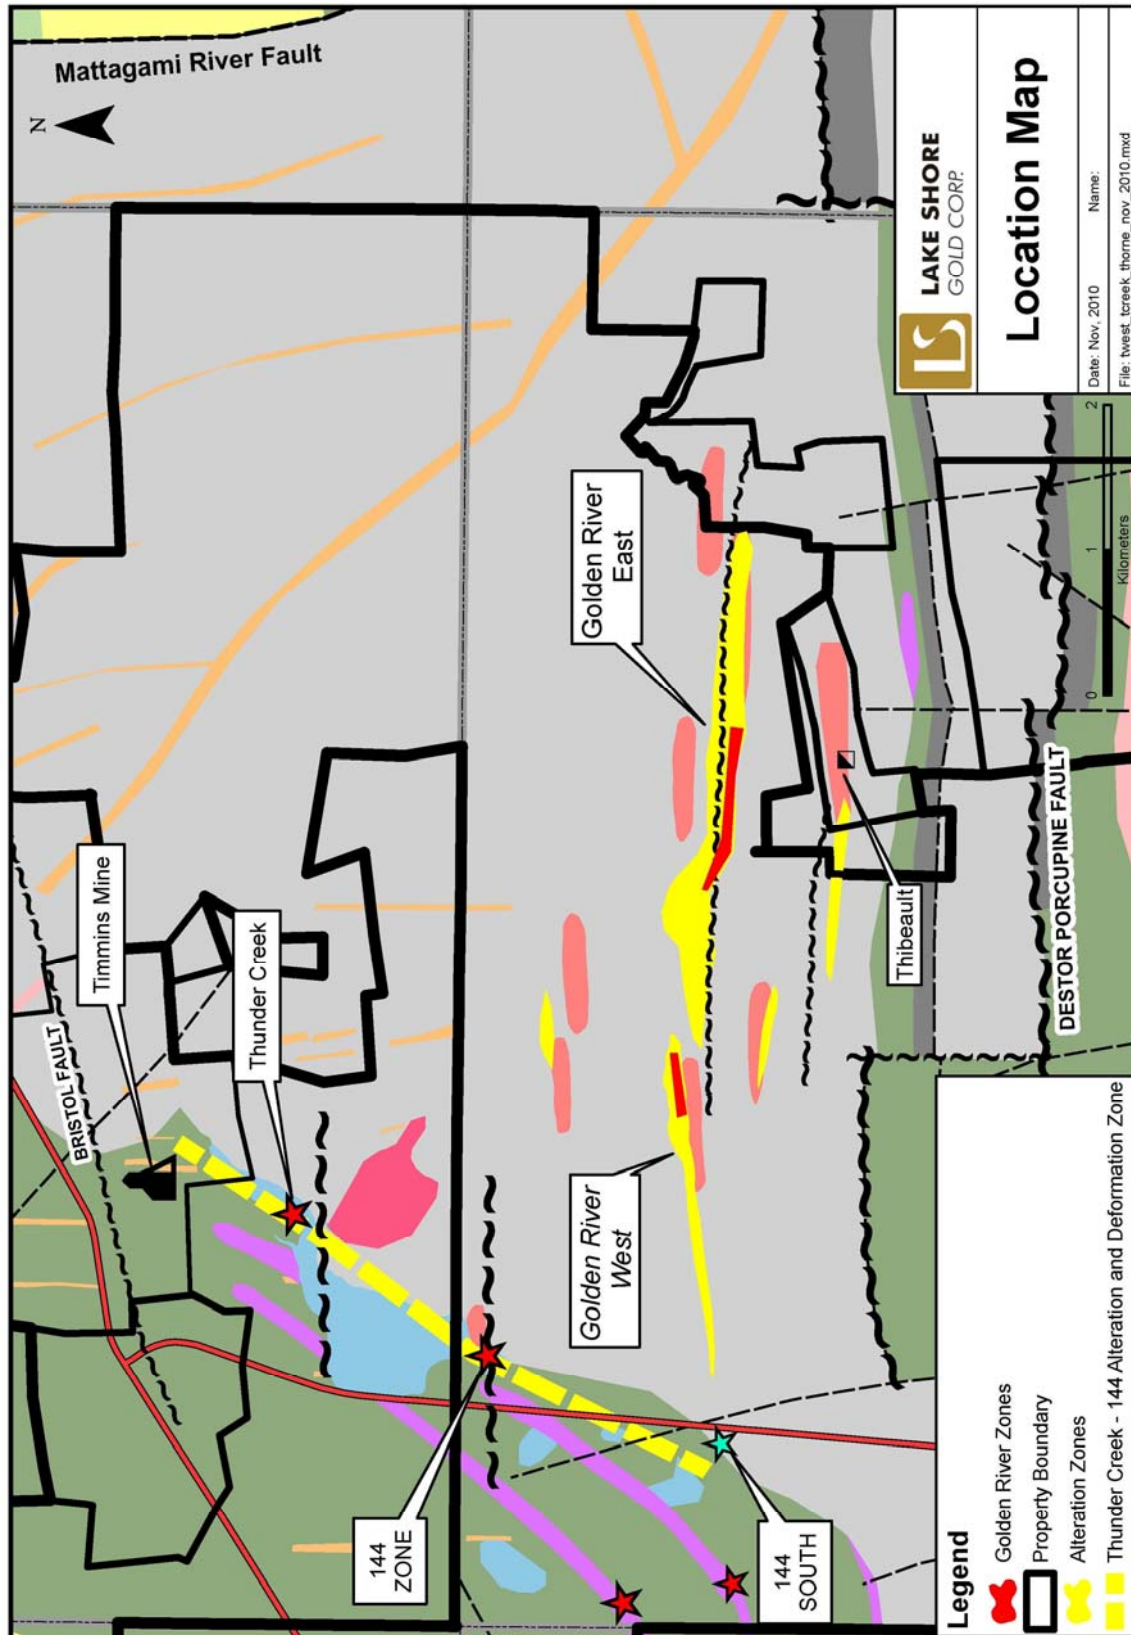 Mattagami River Fault
N
BRISTOL FAULT
Timmins Mine
Thunder Creek
144
ZONE
144
SOUTH
Golden River
West
Golden River
East
Thibeault
DESTOR PORCUPINE FAULT
Legend
Golden River Zones
Property Boundary
Alteration Zones
Thunder Creek - 144 Alteration and Deformation Zone
0 1 2
Kilometers
LS
LAKE SHORE
GOLD CORP.
Location Map
Date: Nov, 2010 Name:
File: twest_tcreek_thorne_nov_2010.mxd